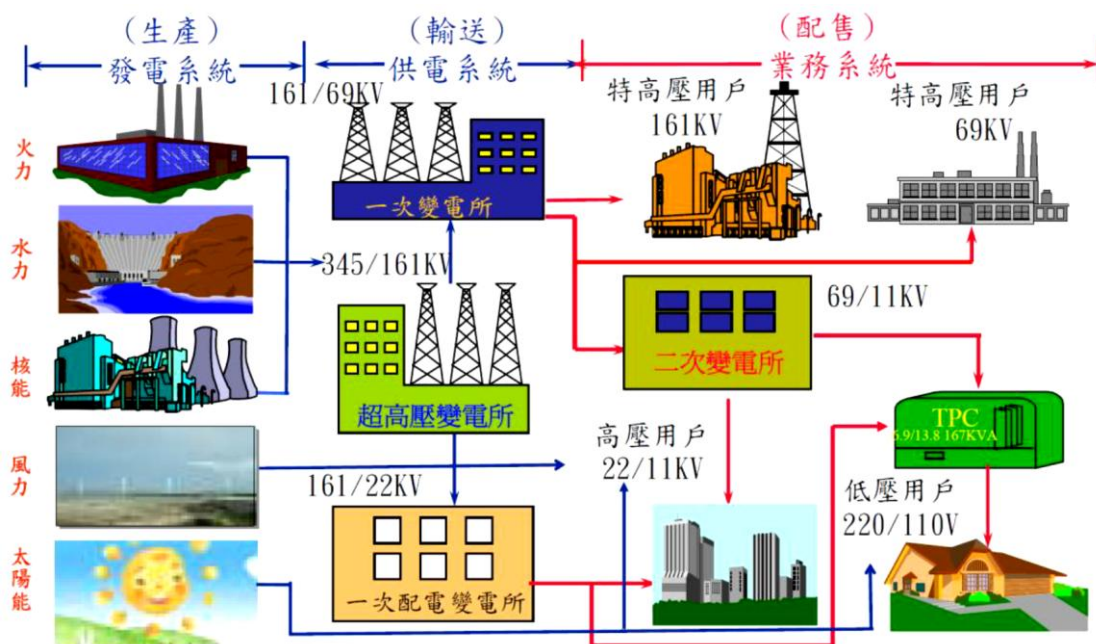 （生產）
發電系統
（輸送）
供電系統
（配售）
業務系統
火力
水力
核能
風力
太陽能
161/69KV
一次變電所
345/161KV
超高壓變電所
161/22KV
一次配電變電所
特高壓用戶
161KV
特高壓用戶
69KV
69/11KV
二次變電所
高壓用戶
22/11KV
TPC
6.9/13.8 167KVA
低壓用戶
220/110V